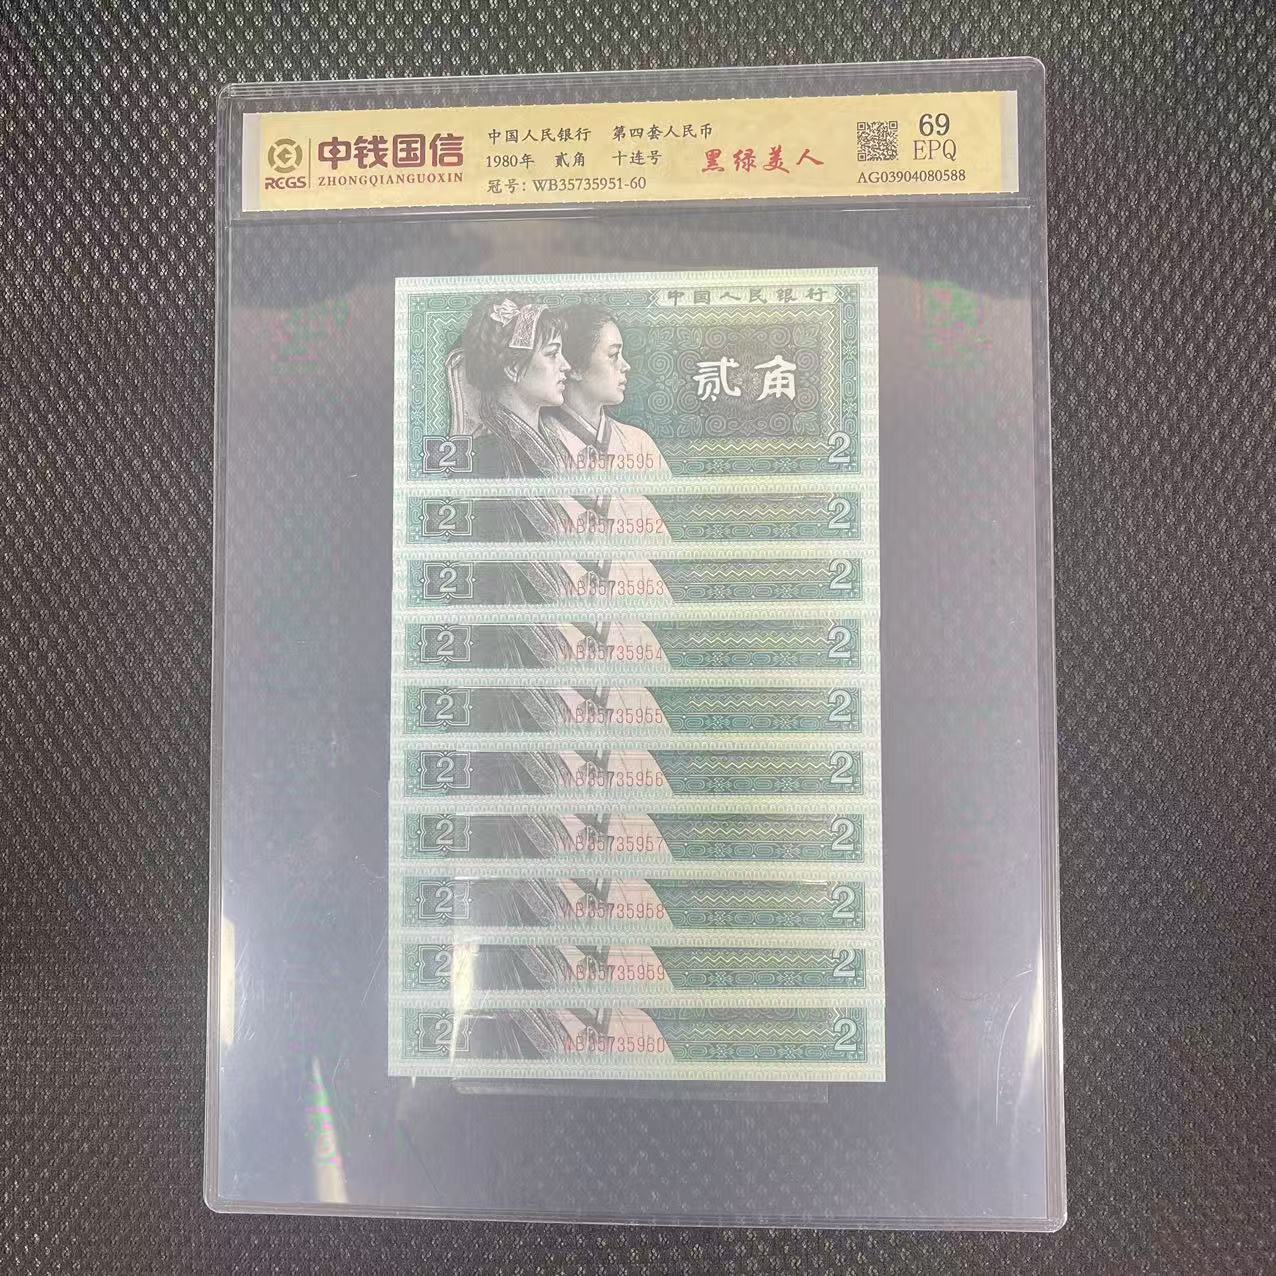 中钱国信
RCGS ZHONGQIANGUOXIN
中国人民银行 第四套人民币
1980年 贰角 十连号
冠号: WB35735951-60
黑绿美人
69
EPQ
AG03904080588
中国人民银行
贰角
2 WB35735951 2
2 WB35735952 2
2 WB35735953 2
2 WB35735954 2
2 WB35735955 2
2 WB35735956 2
2 WB35735957 2
2 WB35735958 2
2 WB35735959 2
2 WB35735960 2